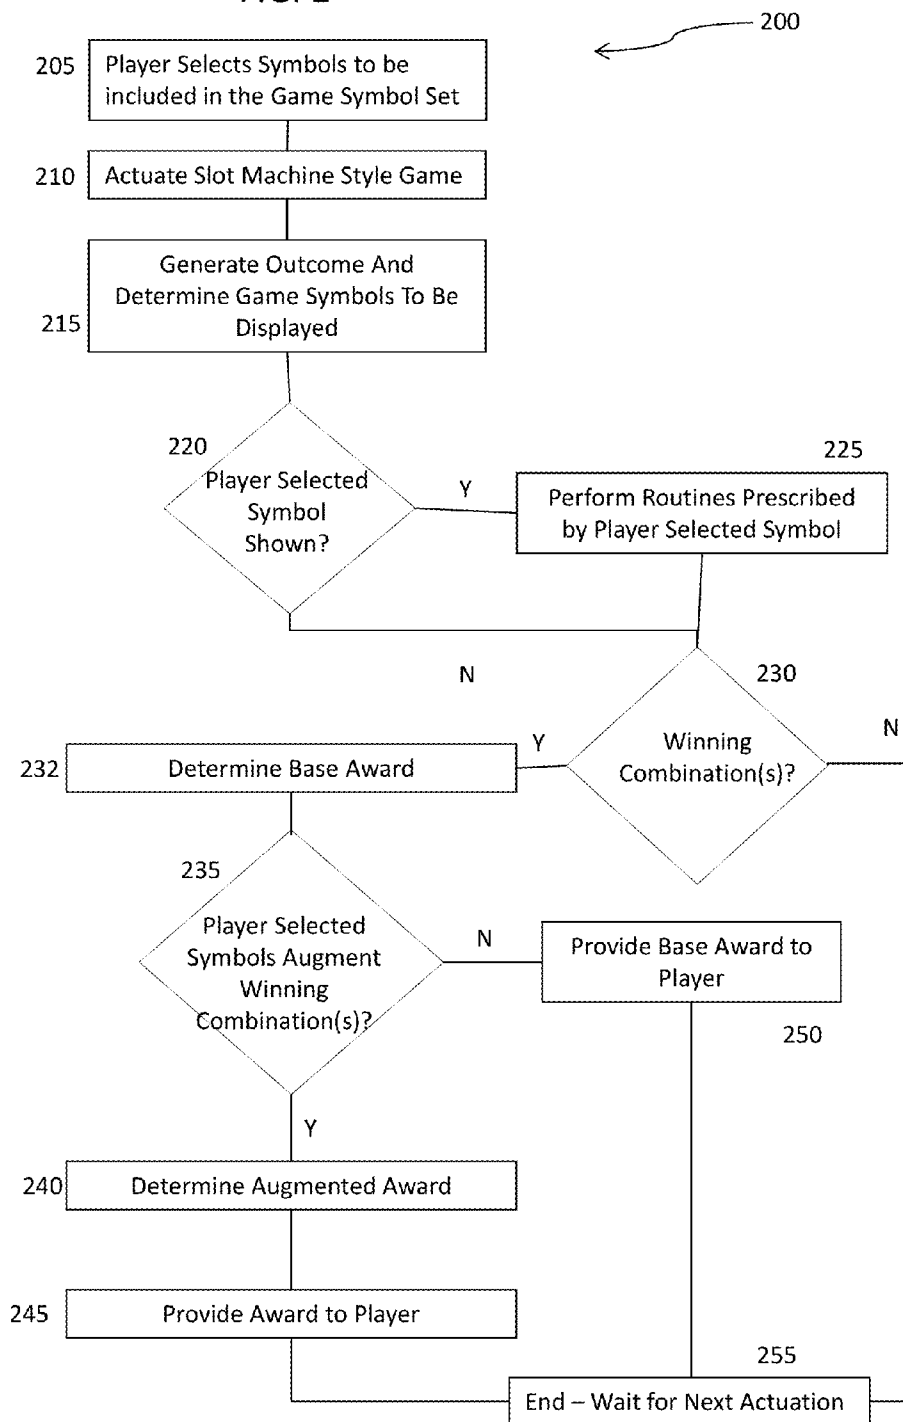 200
205
Player Selects Symbols to be
included in the Game Symbol Set
210
Actuate Slot Machine Style Game
Generate Outcome And
Determine Game Symbols To Be
Displayed
215
220
Player Selected
Symbol
Shown?
Y
225
Perform Routines Prescribed
by Player Selected Symbol
N
230
Winning
Combination(s)?
N
Y
232
Determine Base Award
235
Player Selected
Symbols Augment
Winning
Combination(s)?
N
Provide Base Award to
Player
250
Y
240
Determine Augmented Award
245
Provide Award to Player
255
End – Wait for Next Actuation